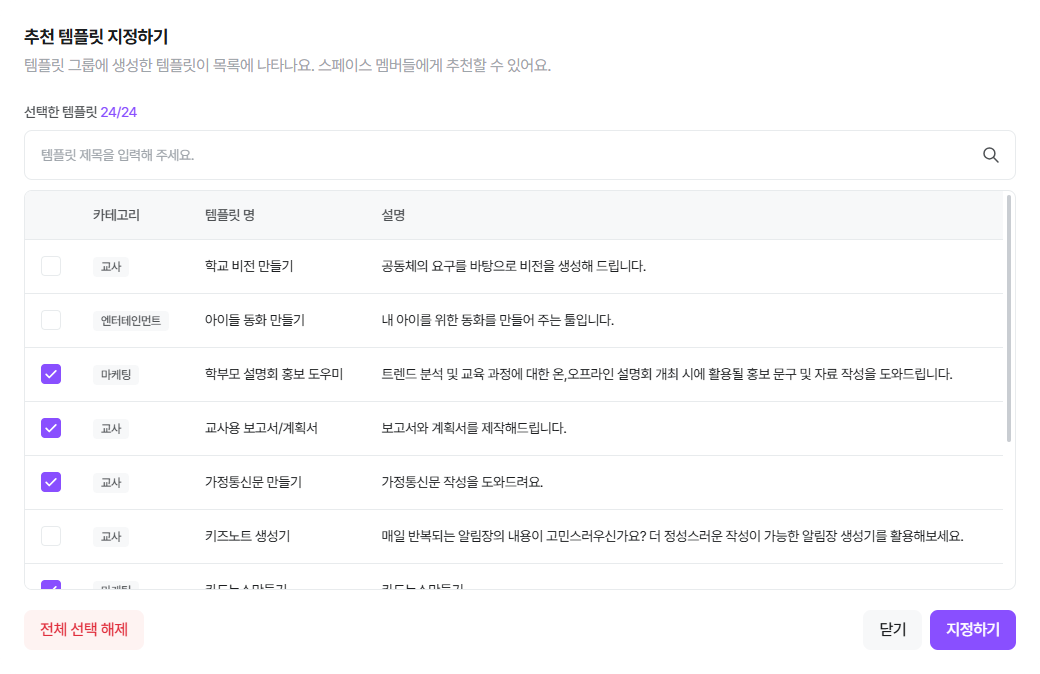 추천 템플릿 지정하기
템플릿 그룹에 생성한 템플릿이 목록에 나타나요. 스페이스 멤버들에게 추천할 수 있어요.
선택한 템플릿 24/24
템플릿 제목을 입력해 주세요.
카테고리 템플릿 명 설명
교사 학교 비전 만들기 공동체의 요구를 바탕으로 비전을 생성해 드립니다.
엔터테인먼트 아이들 동화 만들기 내 아이를 위한 동화를 만들어 주는 툴입니다.
마케팅 학부모 설명회 홍보 도우미 트렌드 분석 및 교육 과정에 대한 온,오프라인 설명회 개최 시에 활용될 홍보 문구 및 자료 작성을 도와드립니다.
교사 교사용 보고서/계획서 보고서와 계획서를 제작해드립니다.
교사 가정통신문 만들기 가정통신문 작성을 도와드려요.
교사 키즈노트 생성기 매일 반복되는 알림장의 내용이 고민스러우신가요? 더 정성스러운 작성이 가능한 알림장 생성기를 활용해보세요.
전체 선택 해제 닫기 지정하기